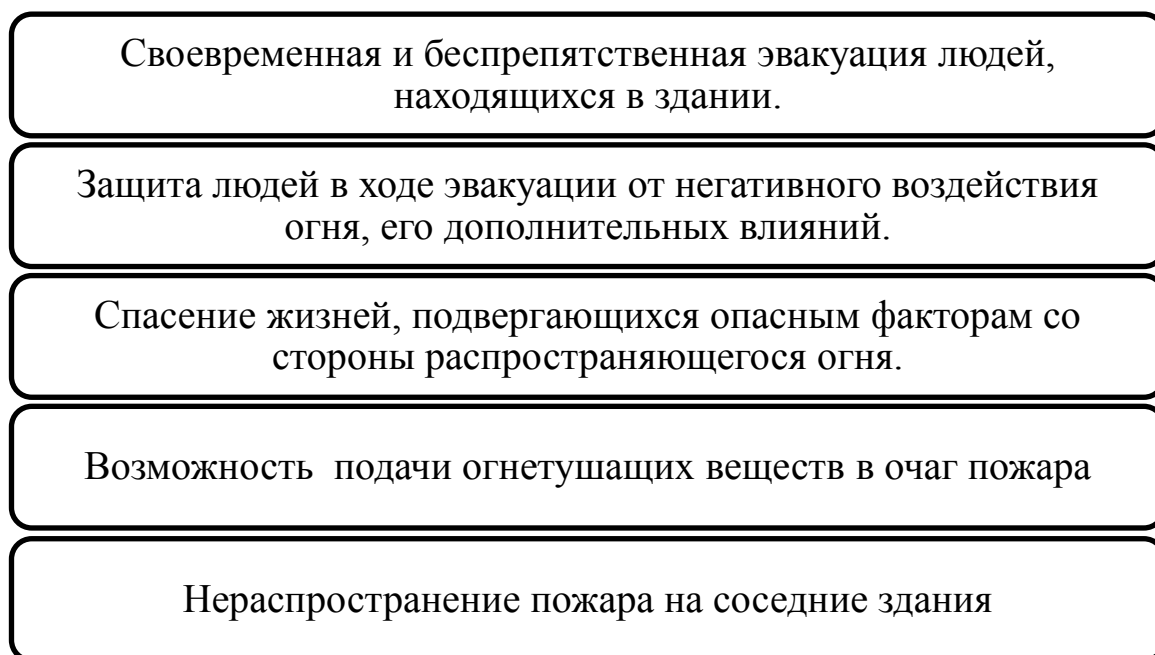 Своевременная и беспрепятственная эвакуация людей,
находящихся в здании.
Защита людей в ходе эвакуации от негативного воздействия
огня, его дополнительных влияний.
Спасение жизней, подвергающихся опасным факторам со
стороны распространяющегося огня.
Возможность  подачи огнетушащих веществ в очаг пожара
Нераспространение пожара на соседние здания